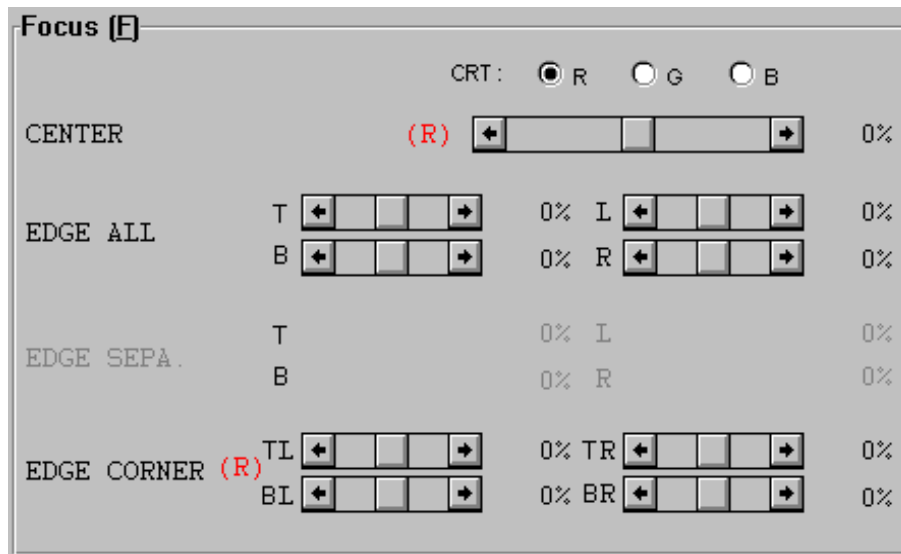 Focus (F)
CRT : R G B
CENTER (R) 0%
T 0% L 0%
EDGE ALL
B 0% R 0%
T 0% L 0%
EDGE SEPA.
B 0% R 0%
TL 0% TR 0%
EDGE CORNER (R)
BL 0% BR 0%